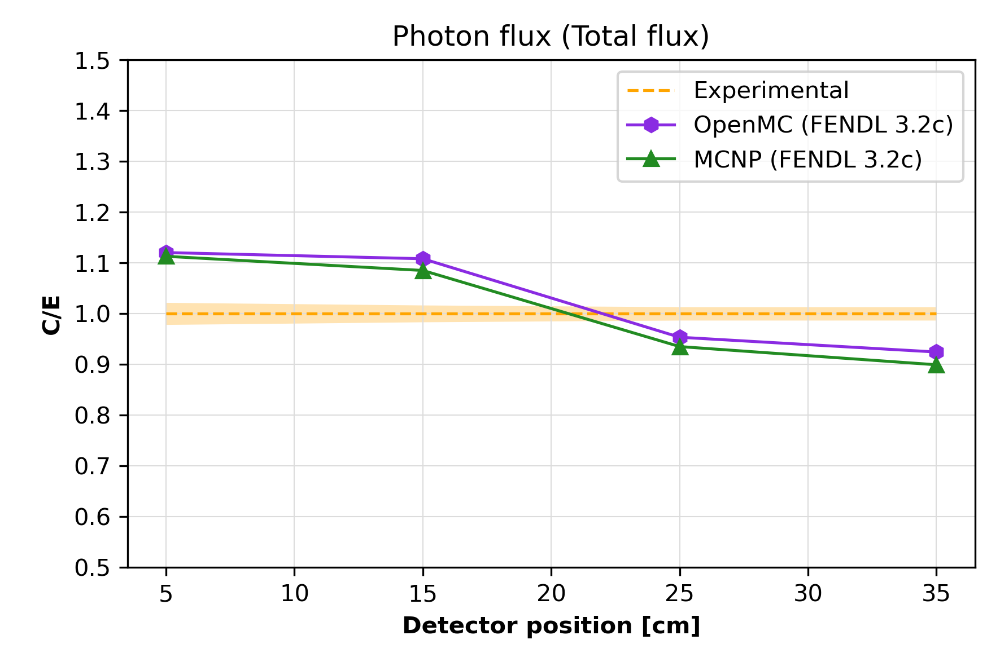 Photon flux (Total flux)
1.5
1.4
1.3
1.2
1.1
1.0
0.9
0.8
0.7
0.6
0.5
C/E
Experimental
OpenMC (FENDL 3.2c)
MCNP (FENDL 3.2c)
5 10 15 20 25 30 35
Detector position [cm]